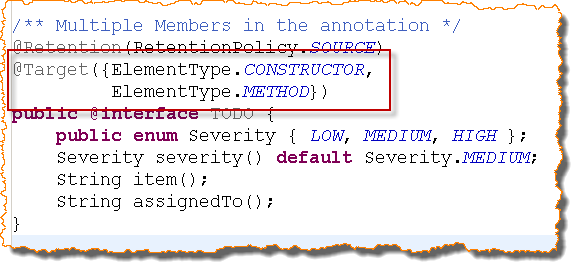 /** Multiple Members in the annotation */
@Retention(RetentionPolicy.SOURCE)
@Target({ElementType.CONSTRUCTOR,
ElementType.METHOD})
public @interface TODO {
public enum Severity { LOW, MEDIUM, HIGH };
Severity severity() default Severity.MEDIUM;
String item();
String assignedTo();
}